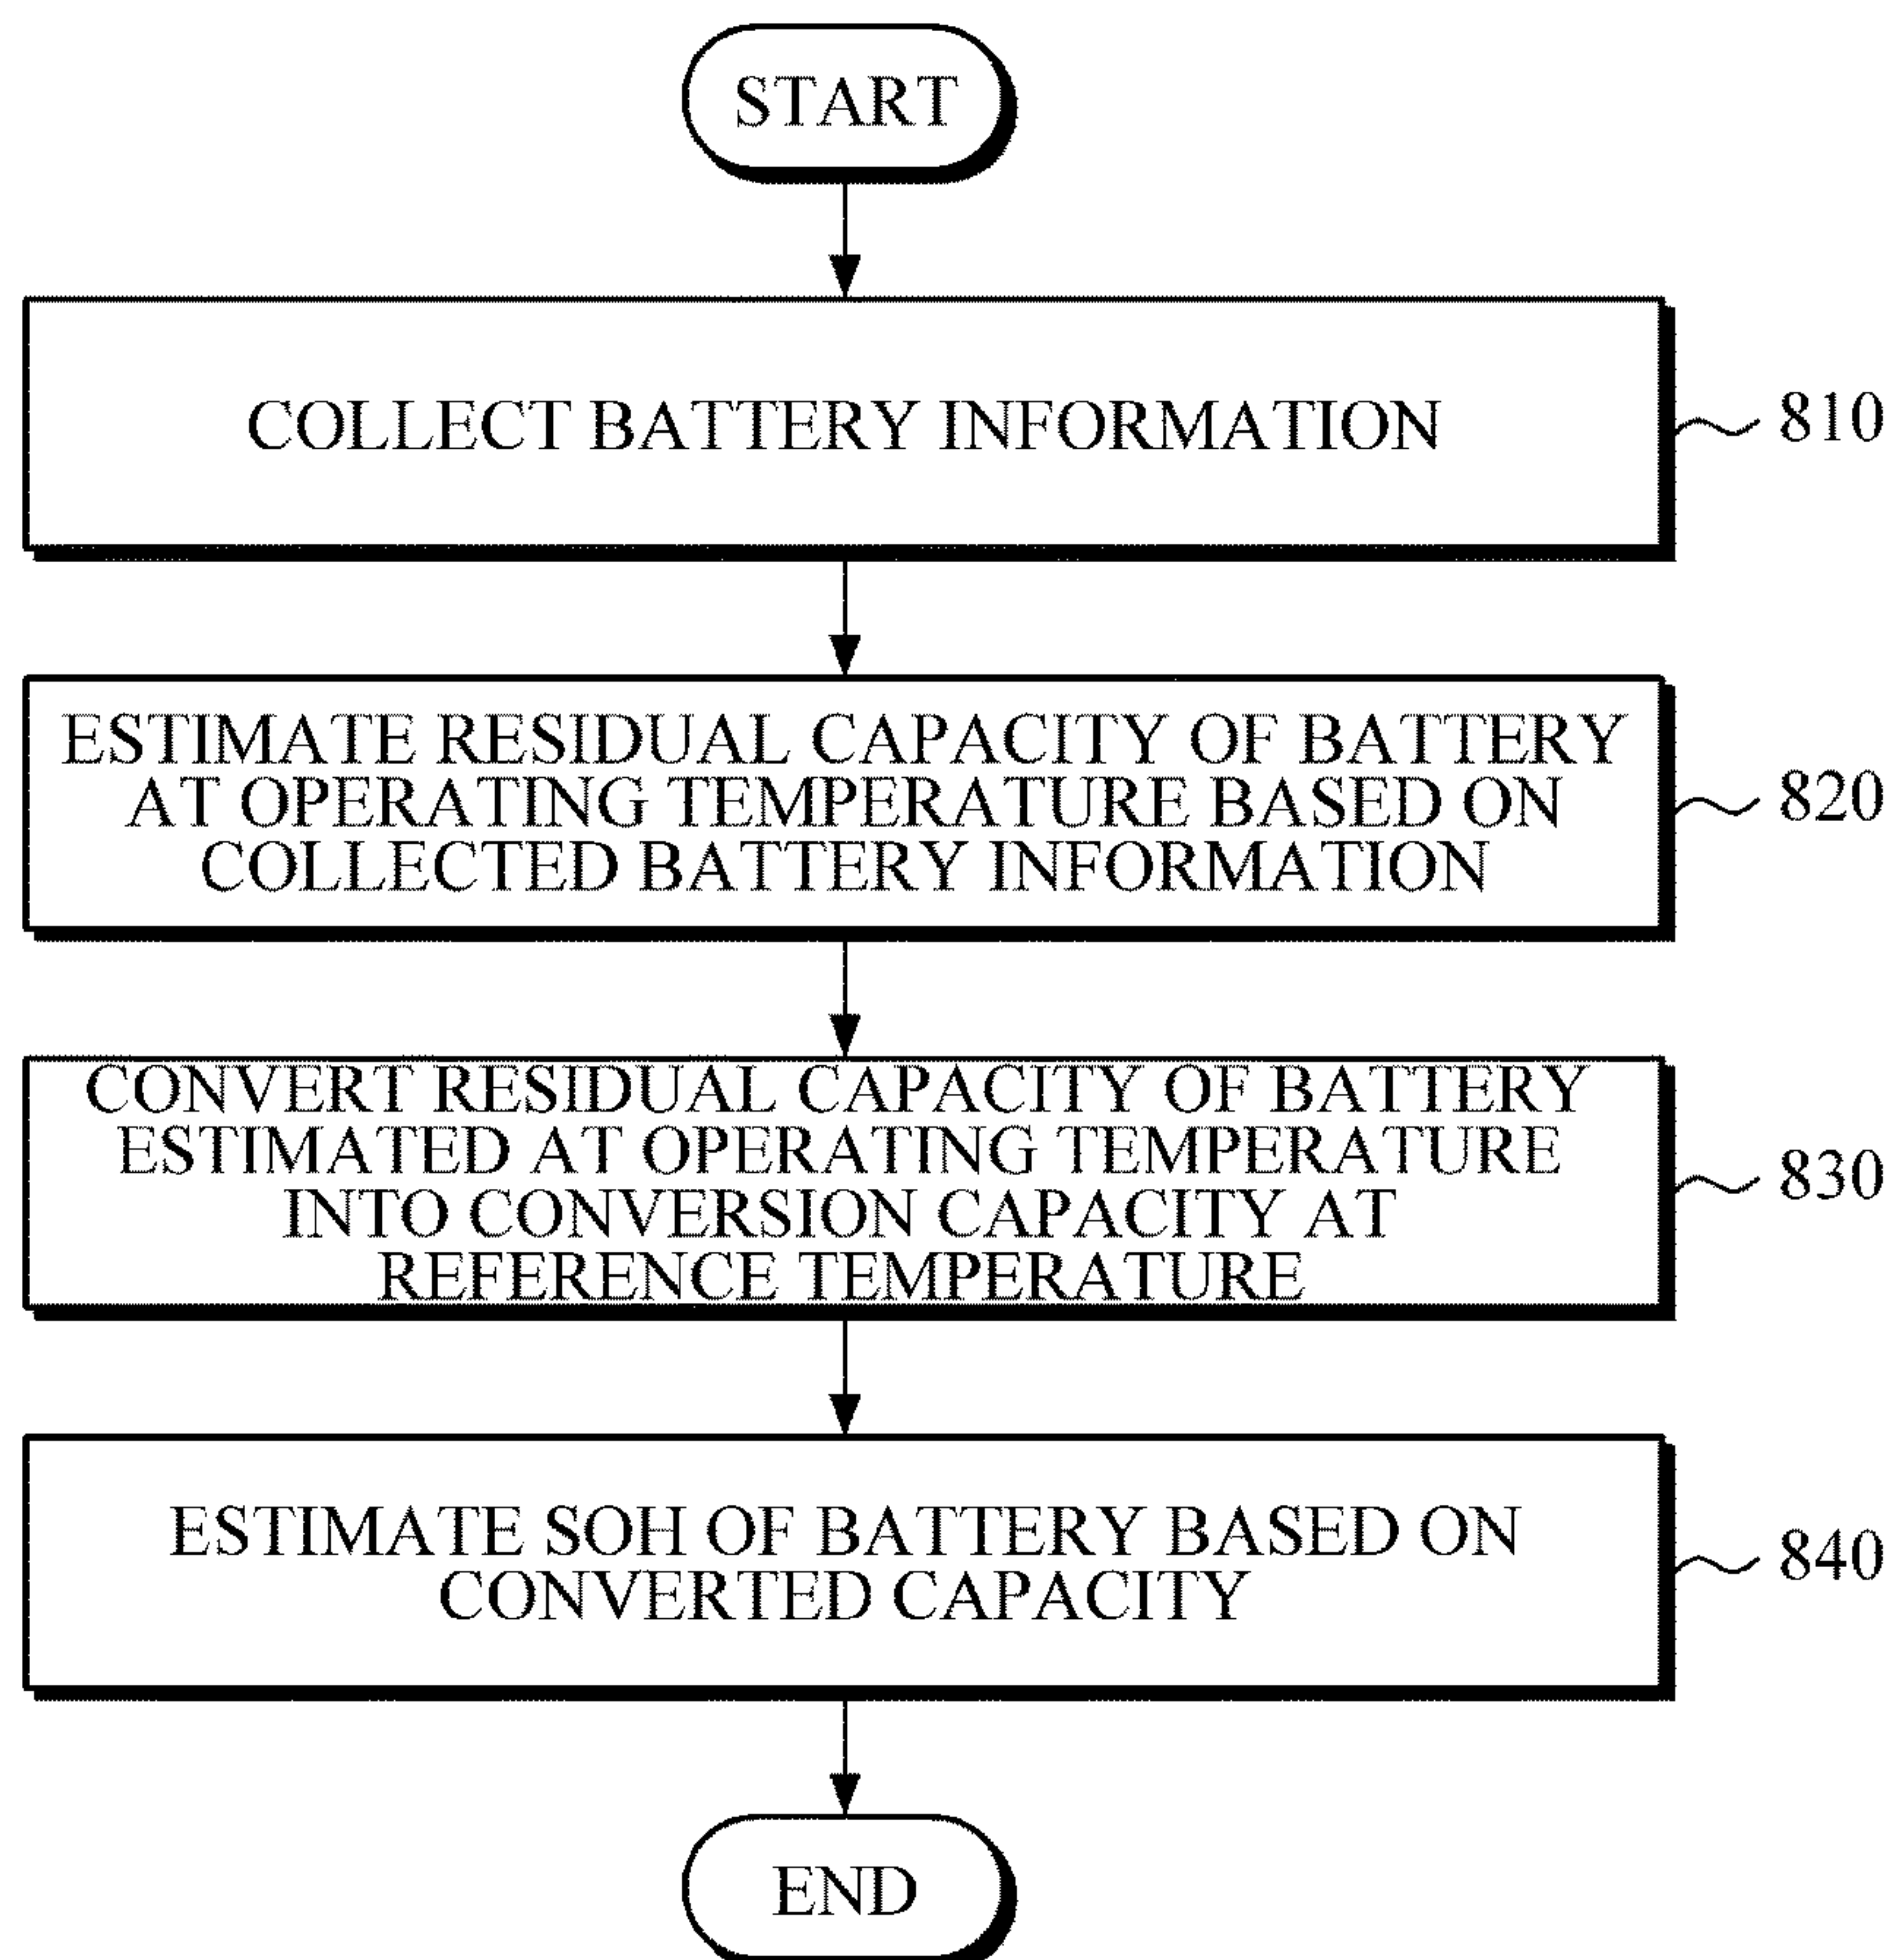 START
COLLECT BATTERY INFORMATION
810
ESTIMATE RESIDUAL CAPACITY OF BATTERY
AT OPERATING TEMPERATURE BASED ON
COLLECTED BATTERY INFORMATION
820
CONVERT RESIDUAL CAPACITY OF BATTERY
ESTIMATED AT OPERATING TEMPERATURE
INTO CONVERSION CAPACITY AT
REFERENCE TEMPERATURE
830
ESTIMATE SOH OF BATTERY BASED ON
CONVERTED CAPACITY
840
END